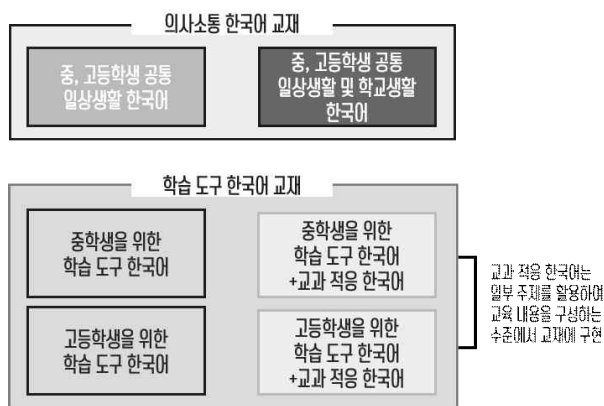 의사소통 한국어 교재
중, 고등학생 공통
일상생활 한국어
중, 고등학생 공통
일상생활 및 학교생활
한국어
학습 도구 한국어 교재
중학생을 위한
학습 도구 한국어
중학생을 위한
학습 도구 한국어
+교과 적응 한국어
고등학생을 위한
학습 도구 한국어
고등학생을 위한
학습 도구 한국어
+교과 적응 한국어
교과 적응 한국어는
일부 주제를 활용하여
교육 내용을 구성하는
수준에서 교재에 구현